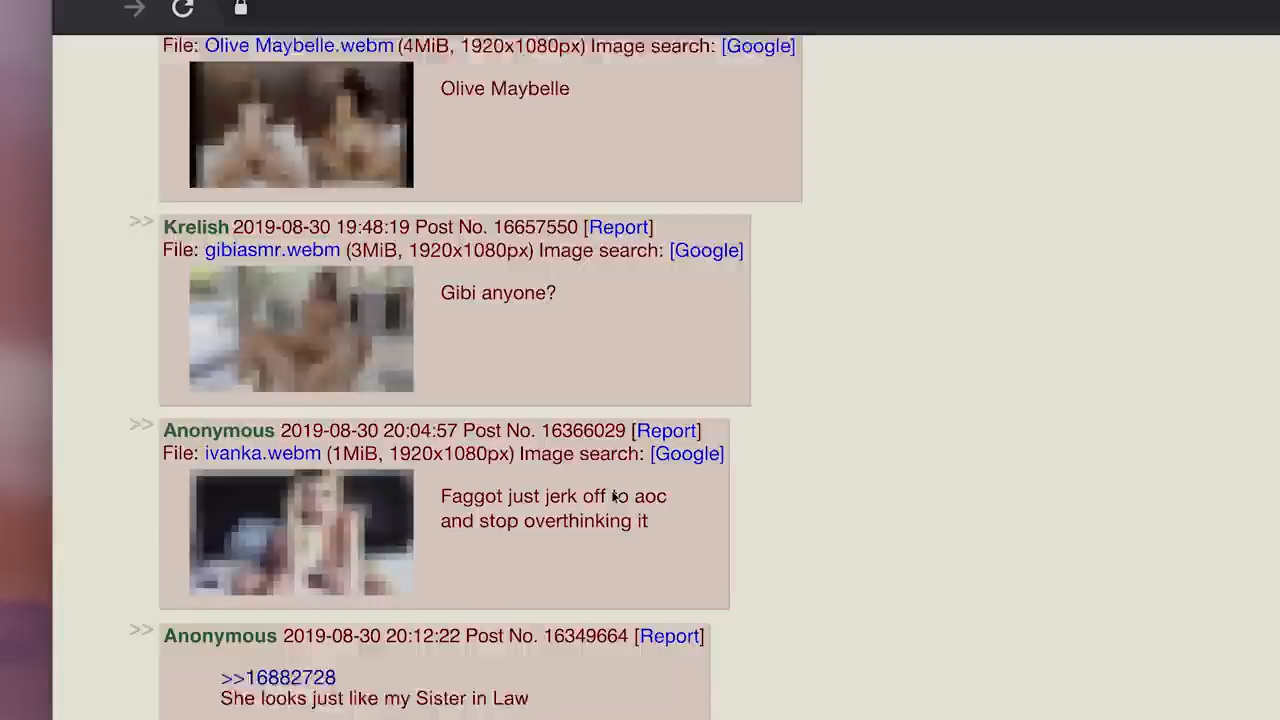 File: Olive Maybelle.webm (4MiB, 1920x1080px) Image search: [Google]
Olive Maybelle
>> Krelish 2019-08-30 19:48:19 Post No. 16657550 [Report]
File: gibiasmr.webm (3MiB, 1920x1080px) Image search: [Google]
Gibi anyone?
>> Anonymous 2019-08-30 20:04:57 Post No. 16366029 [Report]
File: ivanka.webm (1MiB, 1920x1080px) Image search: [Google]
Faggot just jerk off to aoc
and stop overthinking it
>> Anonymous 2019-08-30 20:12:22 Post No. 16349664 [Report]
>>16882728
She looks just like my Sister in Law